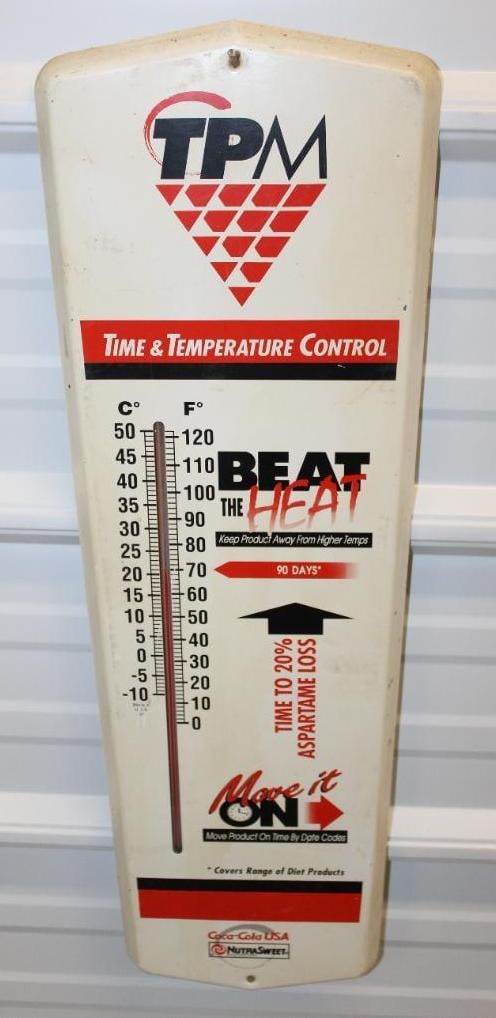 TPM
TIME & TEMPERATURE CONTROL
C° F°
50 120
45 110
40 100
35 90
30 80
25 70
20 60
15 50
10 40
5 30
0 20
-5 10
-10 0
BEAT
THE HEAT
Keep Product Away From Higher Temps
90 DAYS*
TIME TO 20%
ASPARTAME LOSS
Move it
ON
Move Product On Time By Date Codes
* Covers Range of Diet Products
Coca-Cola USA
NUTRASWEET